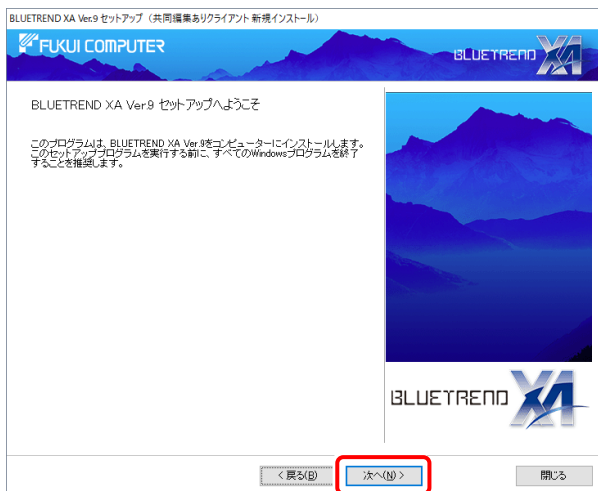 BLUETREND XA Ver.9 セットアップ（共同編集ありクライアント 新規インストール）
FUKUI COMPUTER
BLUETREND XA
BLUETREND XA Ver.9 セットアップへようこそ
このプログラムは、BLUETREND XA Ver.9をコンピューターにインストールします。
このセットアッププログラムを実行する前に、すべてのWindowsプログラムを終了
することを推奨します。
BLUETREND XA
< 戻る(B)
次へ(N) >
閉じる